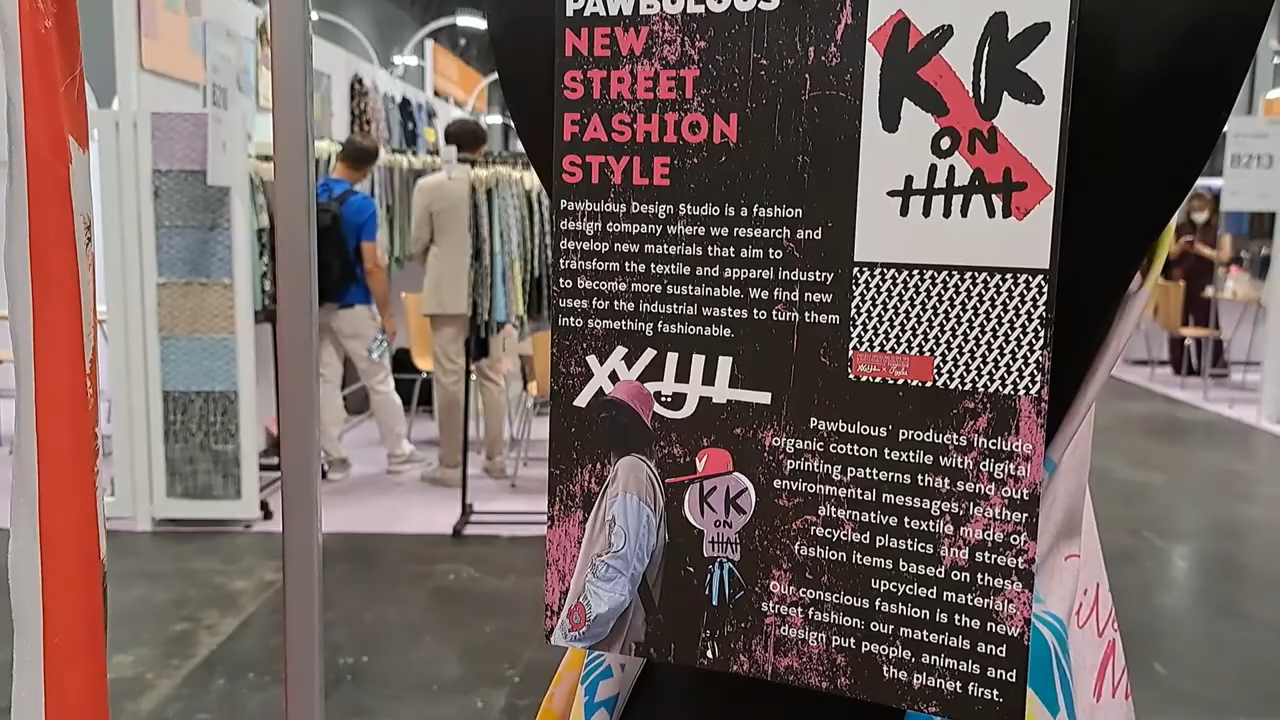 PAWBULOUS
NEW
STREET
FASHION
STYLE
Pawbulous Design Studio is a fashion
design company where we research and
develop new materials that aim to
transform the textile and apparel industry
to become more sustainable. We find new
uses for the industrial wastes to turn them
into something fashionable.
KK
ON
THAT
Pawbulous' products include
organic cotton textile with digital
printing patterns that send out
environmental messages, leather
alternative textile made of
recycled plastics and street
fashion items based on these
upcycled materials.
Our conscious fashion is the new
street fashion: our materials and
design put people, animals and
the planet first.
KK
ON
THAT
B213
B210